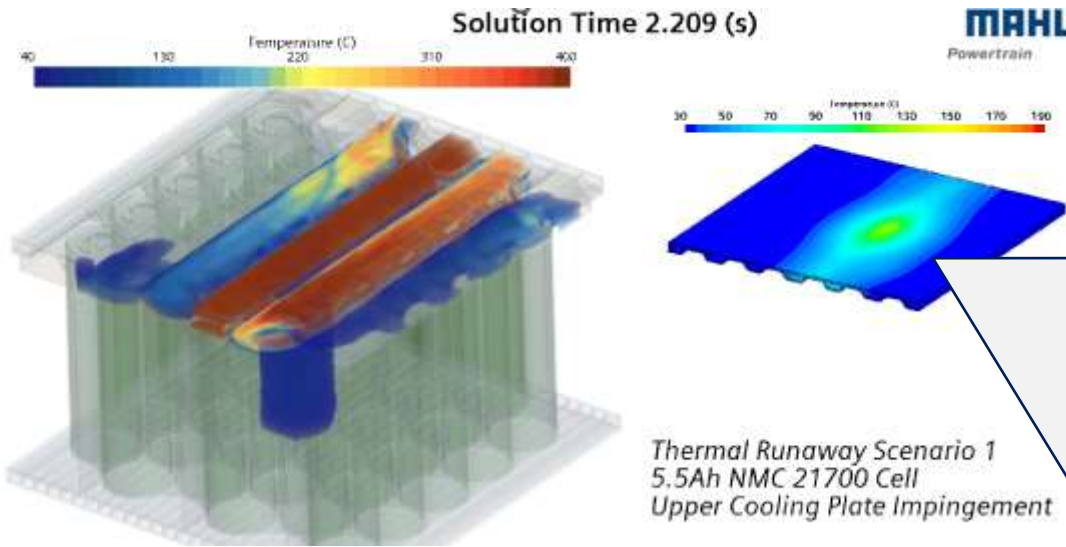 Solution Time 2.209 (s)
MAHL
Powertrain
Temperature (C)
40 130 220 310 400
Temperature (C)
30 50 70 90 110 130 150 170 190
Thermal Runaway Scenario 1
5.5Ah NMC 21700 Cell
Upper Cooling Plate Impingement